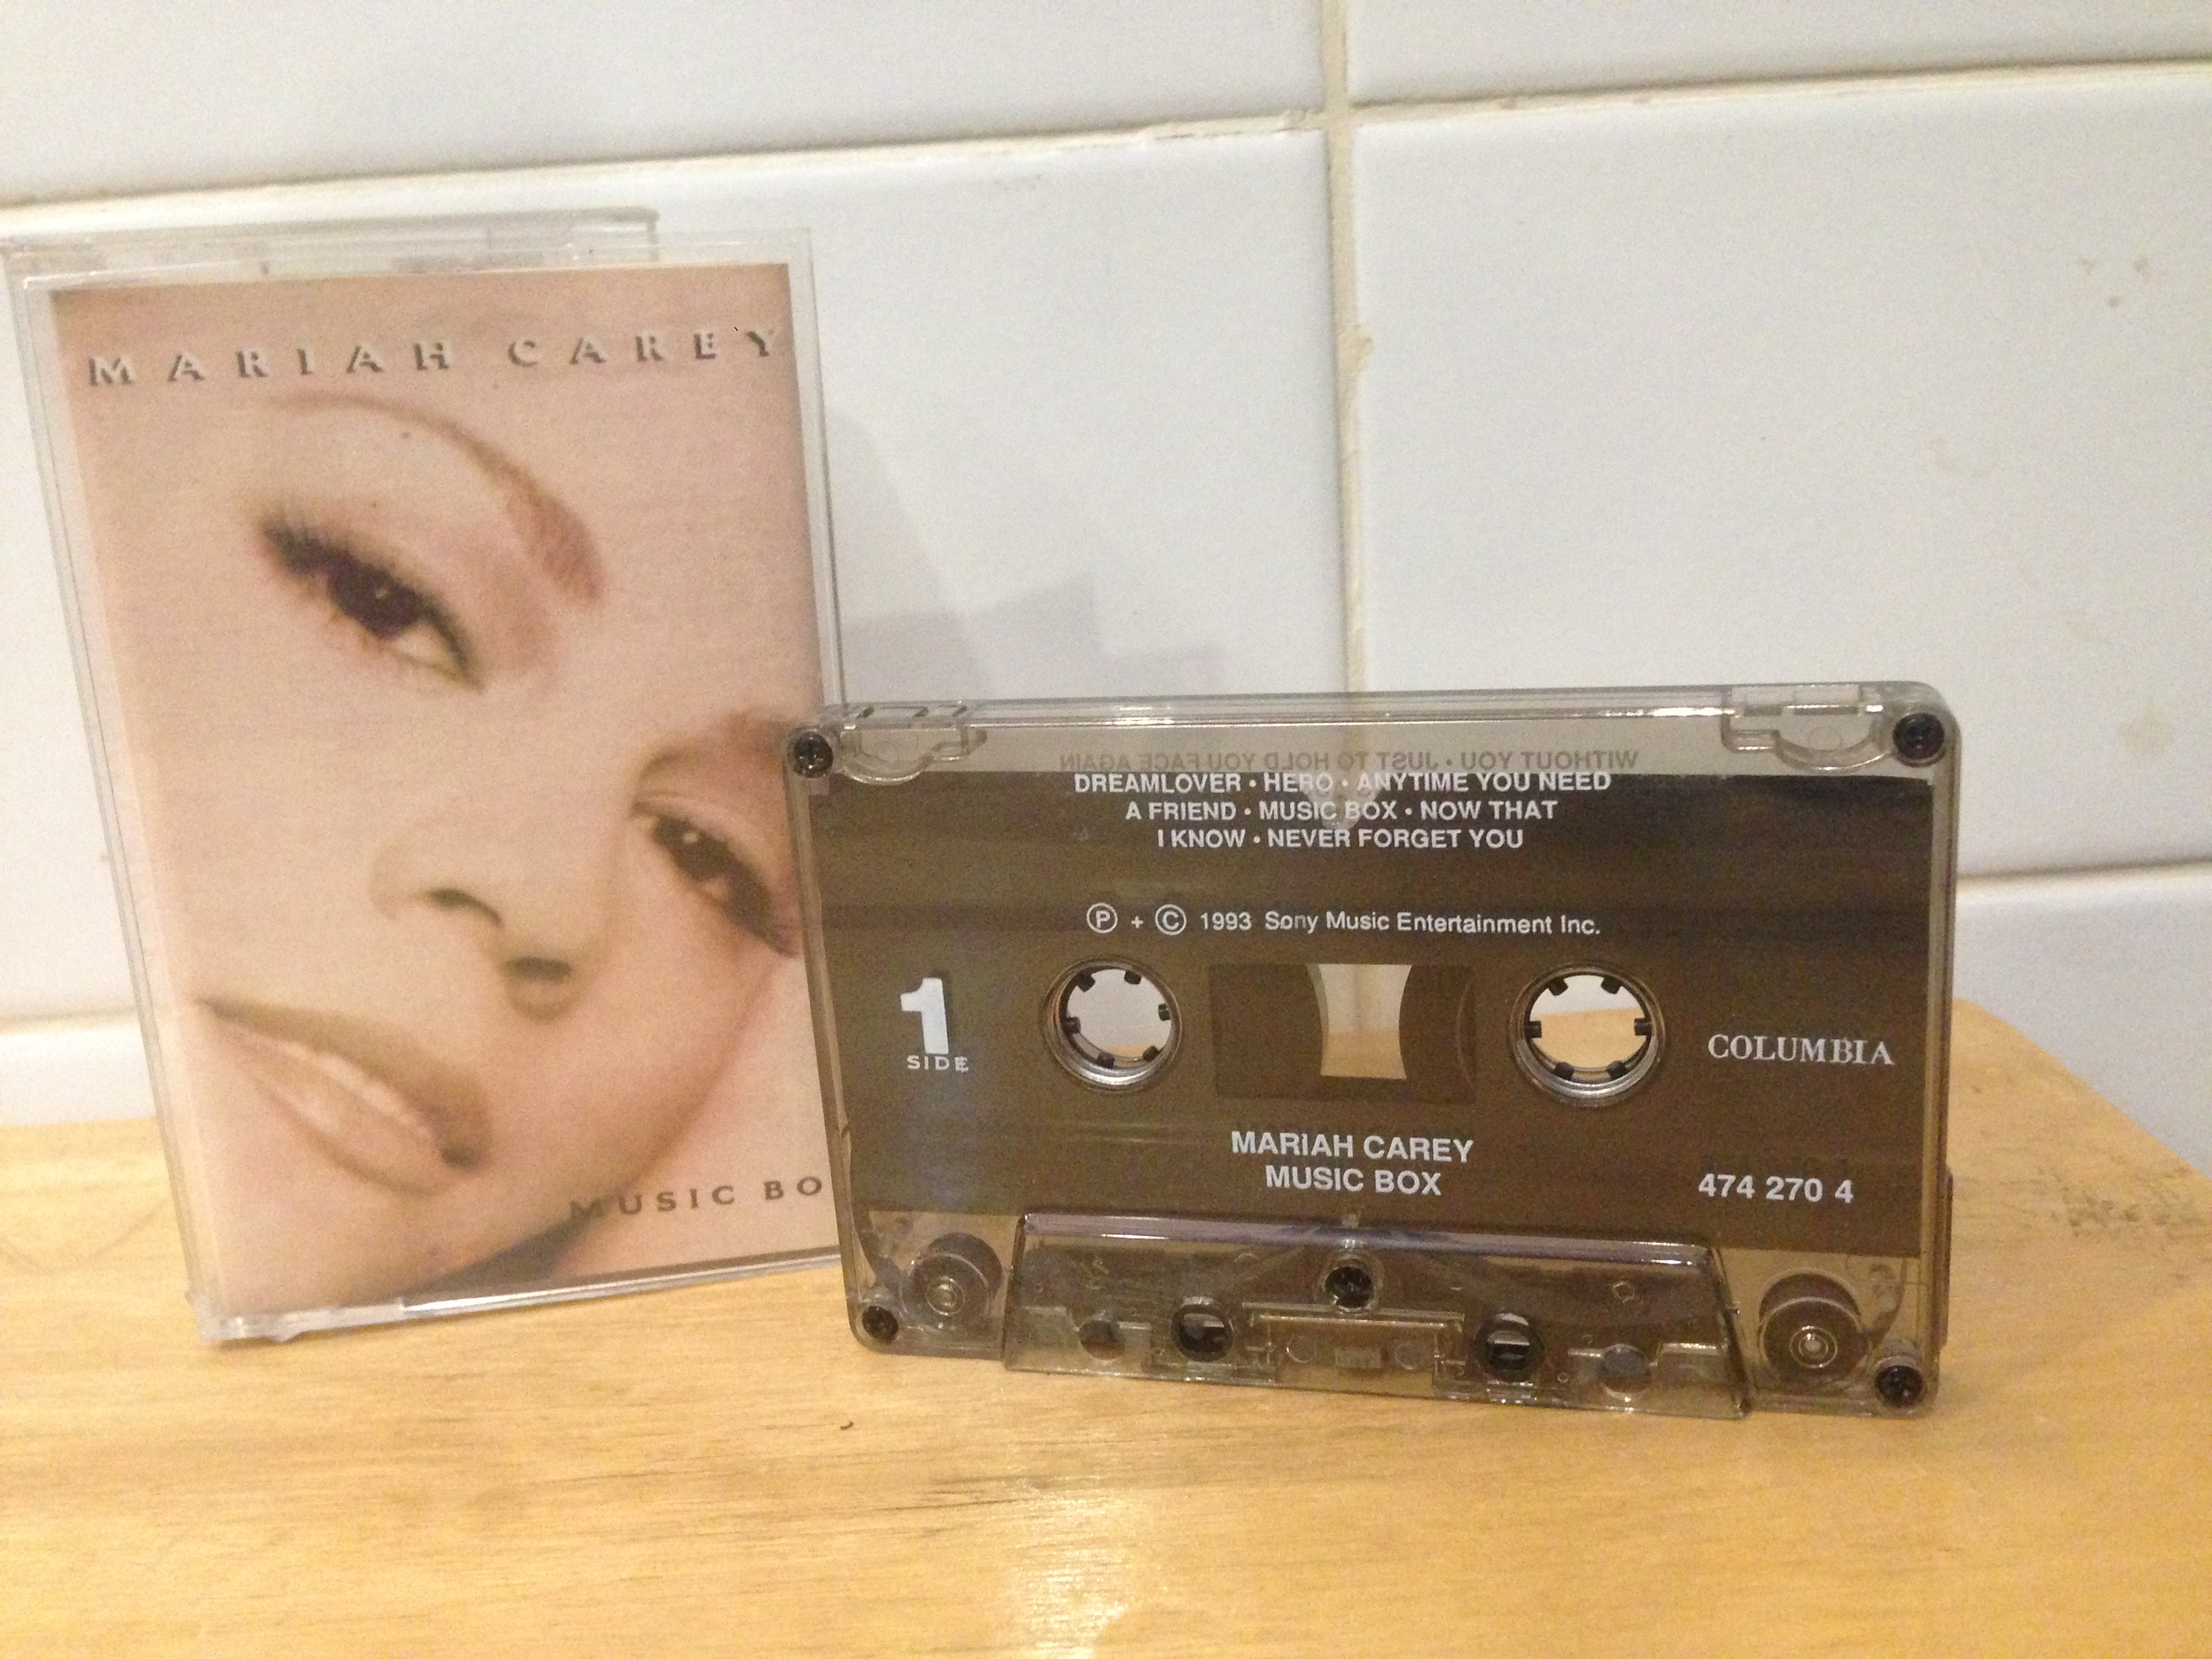 MARIAH CAREY
MUSIC BO
WITHOUT YOU • JUST TO HOLD YOU FACE AGAIN
DREAMLOVER • HERO • ANYTIME YOU NEED
A FRIEND • MUSIC BOX • NOW THAT
I KNOW • NEVER FORGET YOU
Ⓟ + © 1993 Sony Music Entertainment Inc.
1
SIDE
COLUMBIA
MARIAH CAREY
MUSIC BOX
474 270 4